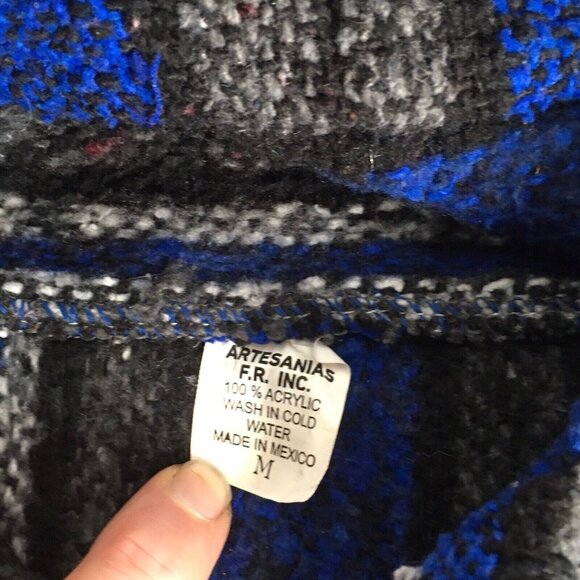 ARTESANIAS
F.R. INC.
100 % ACRYLIC
WASH IN COLD
WATER
MADE IN MEXICO
M